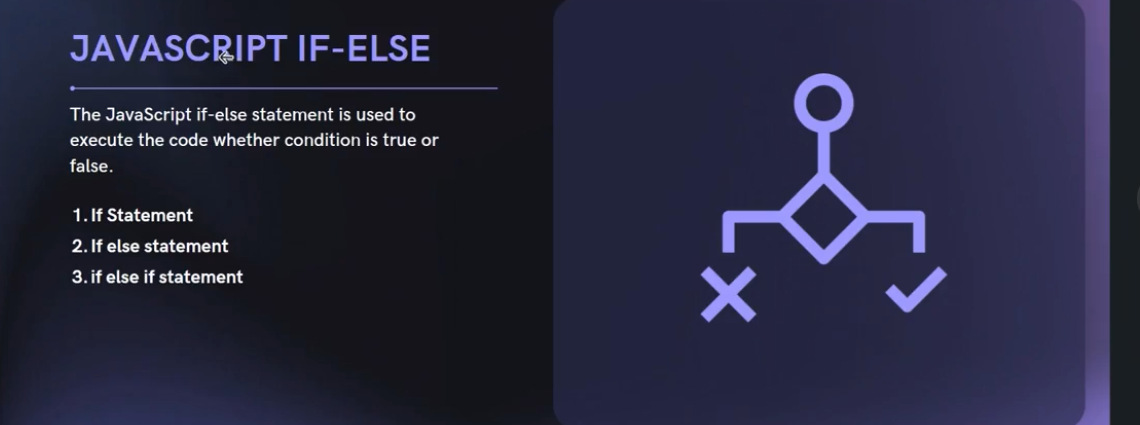 JAVASCRIPT IF-ELSE
The JavaScript if-else statement is used to
execute the code whether condition is true or
false.
1. If Statement
2. If else statement
3. if else if statement